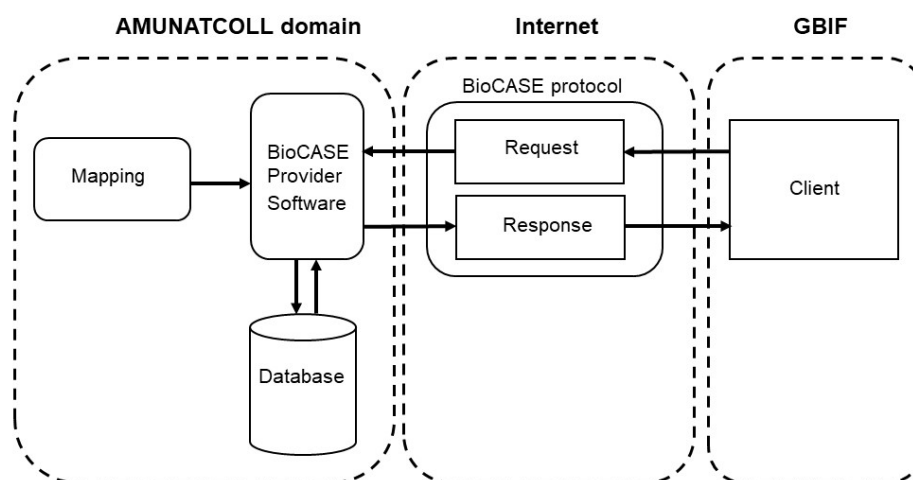 AMUNATCOLL domain
Internet
GBIF
BioCASE protocol
Mapping
BioCASE
Provider
Software
Request
Response
Client
Database